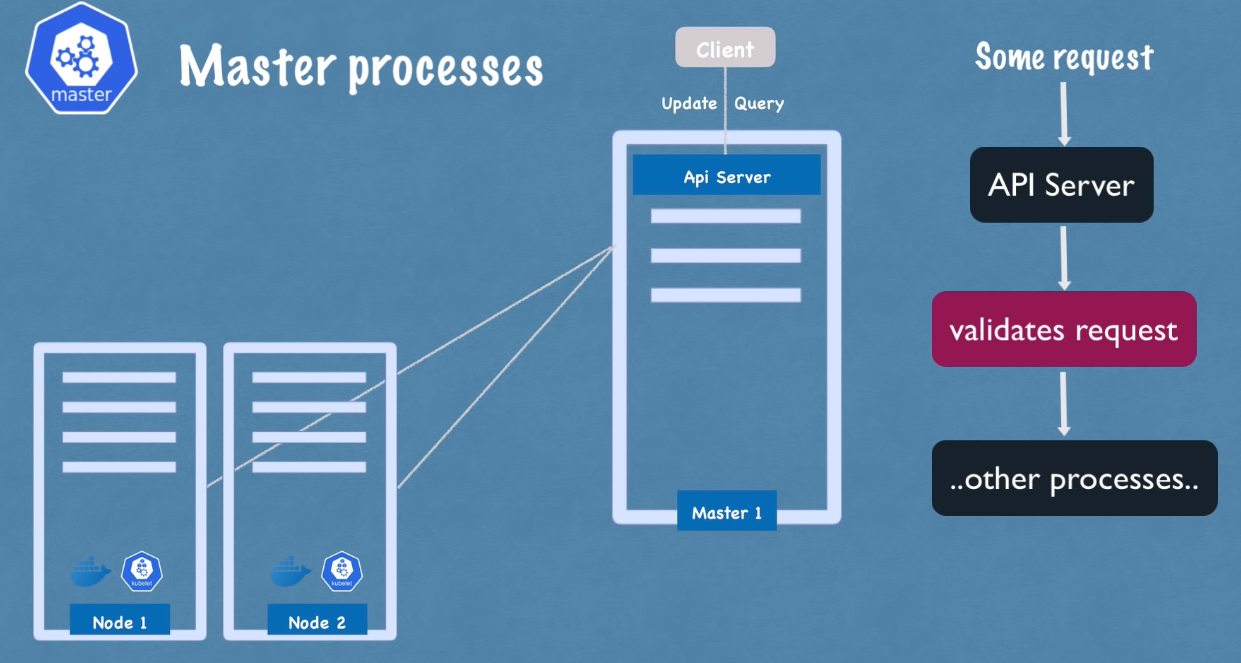 master
Master processes
Client
Update
Query
Api Server
Master 1
kubelet
Node 1
kubelet
Node 2
Some request
API Server
validates request
..other processes..